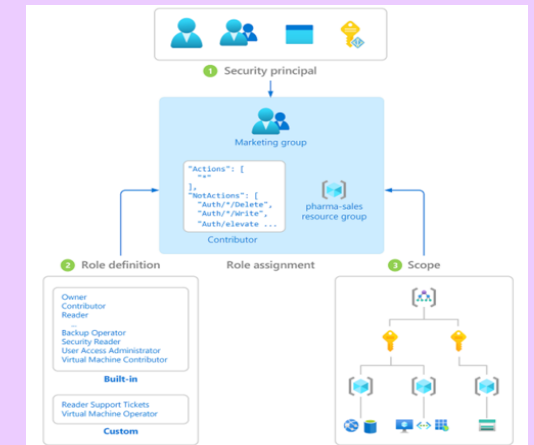 1 Security principal
Marketing group
"Actions": [
"*"
],
"NotActions": [
"Auth/*/Delete",
"Auth/*/Write",
"Auth/elevate ...
Contributor
pharma-sales
resource group
2 Role definition
Role assignment
3 Scope
Owner
Contributor
Reader
...
Backup Operator
Security Reader
User Access Administrator
Virtual Machine Contributor
Built-in
Reader Support Tickets
Virtual Machine Operator
Custom